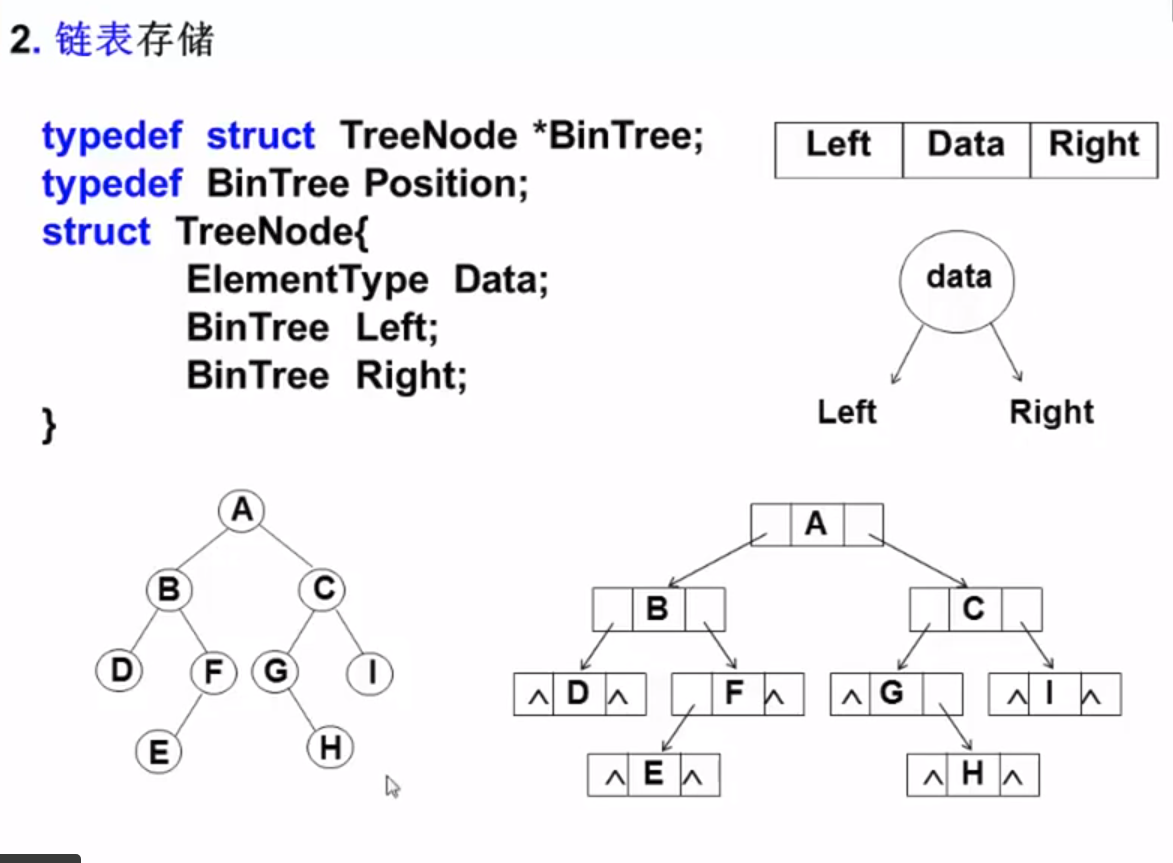 2. 链表存储
typedef struct TreeNode *BinTree;
typedef BinTree Position;
struct TreeNode{
ElementType Data;
BinTree Left;
BinTree Right;
}
Left Data Right
data
Left Right
A
B C
D F G I
E H
A
B C
^ D ^ F ^ ^ G ^ I ^
^ E ^ ^ H ^